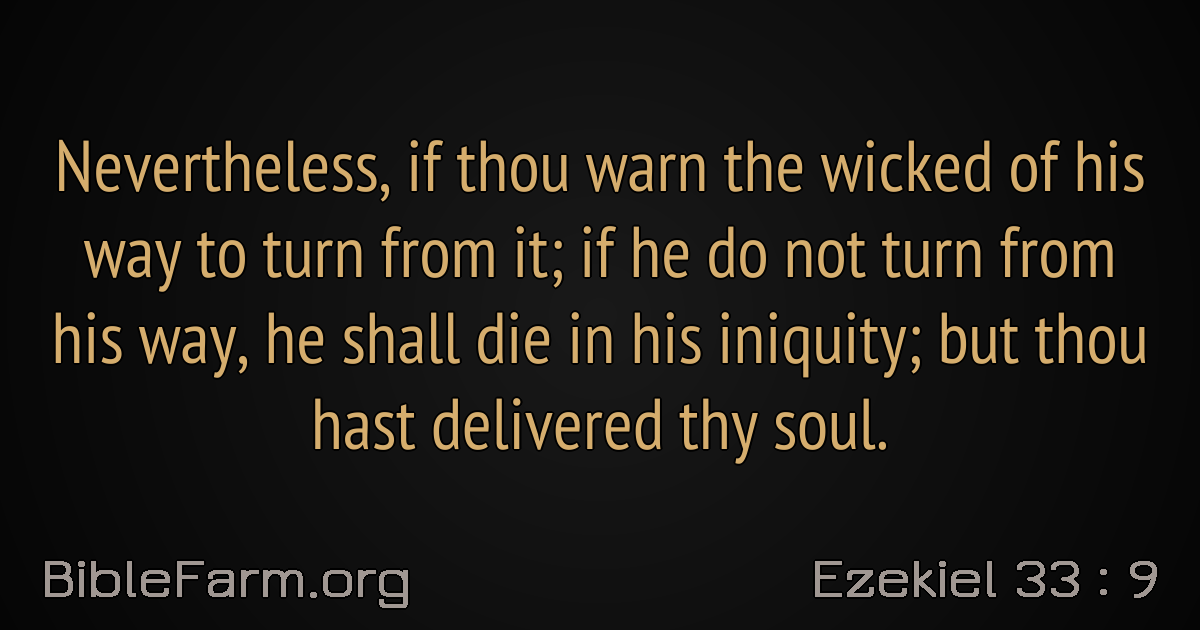 Nevertheless, if thou warn the wicked of his
way to turn from it; if he do not turn from
his way, he shall die in his iniquity; but thou
hast delivered thy soul.
BibleFarm.org
Ezekiel 33 : 9